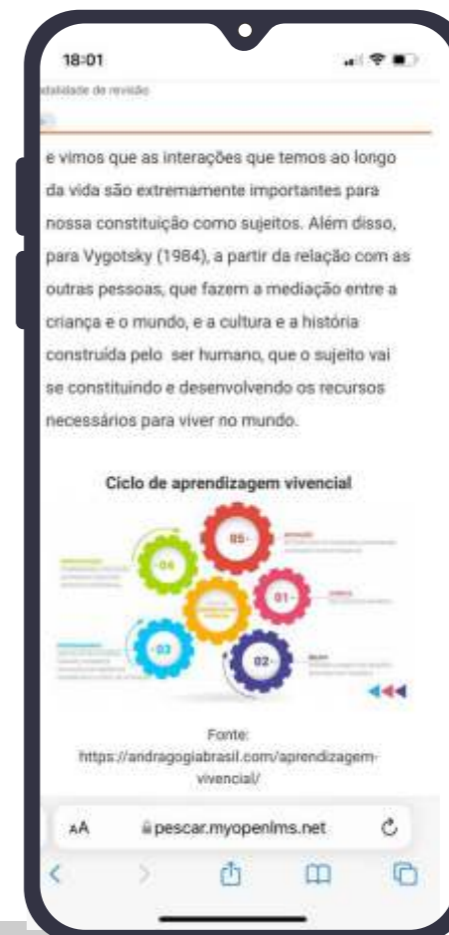 18:01
modalidade de revisão
e vimos que as interações que temos ao longo
da vida são extremamente importantes para
nossa constituição como sujeitos. Além disso,
para Vygotsky (1984), a partir da relação com as
outras pessoas, que fazem a mediação entre a
criança e o mundo, e a cultura e a história
construída pelo ser humano, que o sujeito vai
se constituindo e desenvolvendo os recursos
necessários para viver no mundo.
Ciclo de aprendizagem vivencial
05
04
01
03
02
Fonte:
https://andragogiabrasil.com/aprendizagem-
vivencial/
AA pescar.myopenlms.net